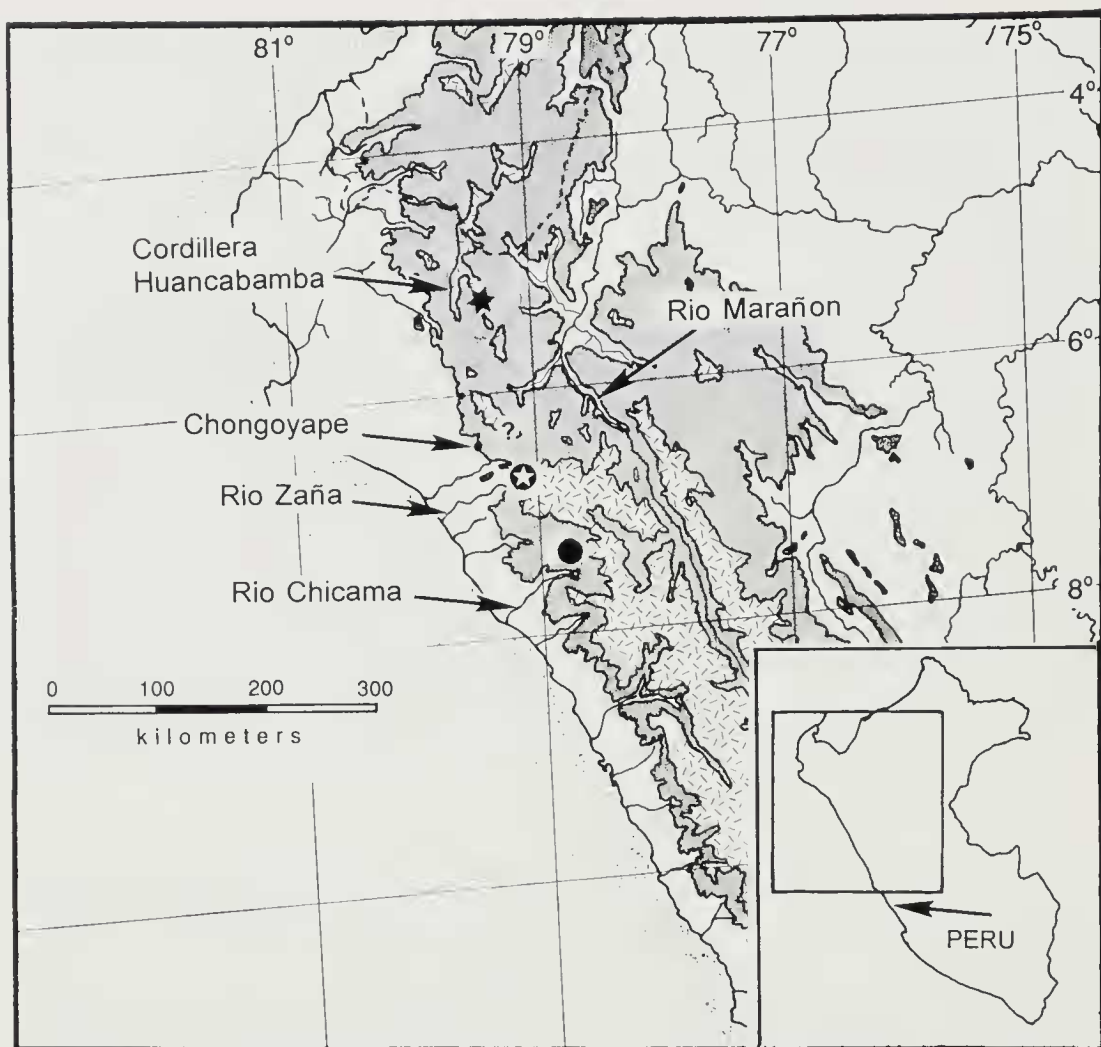 81°
79°
77°
75°
4°
Cordillera
Huancabamba
Rio Marañon
6°
Chongoyape
?
Rio Zaña
Rio Chicama
8°
0 100 200 300
kilometers
PERU